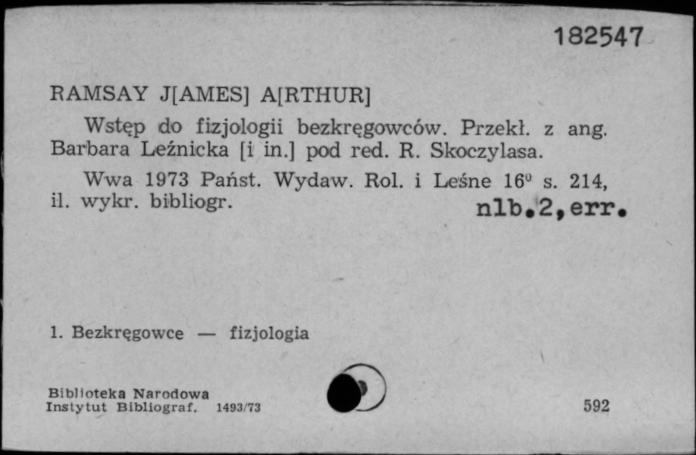 182547
RAMSAY J[AMES] A[RTHUR]
Wstęp do fizjologii bezkręgowców. Przekł. z ang.
Barbara Leźnicka [i in.] pod red. R. Skoczylasa.
Wwa 1973 Państ. Wydaw. Rol. i Leśne 16⁰ s. 214,
il. wykr. bibliogr. nlb.2,err.
1. Bezkręgowce — fizjologia
Biblioteka Narodowa
Instytut Bibliograf. 1493/73 592